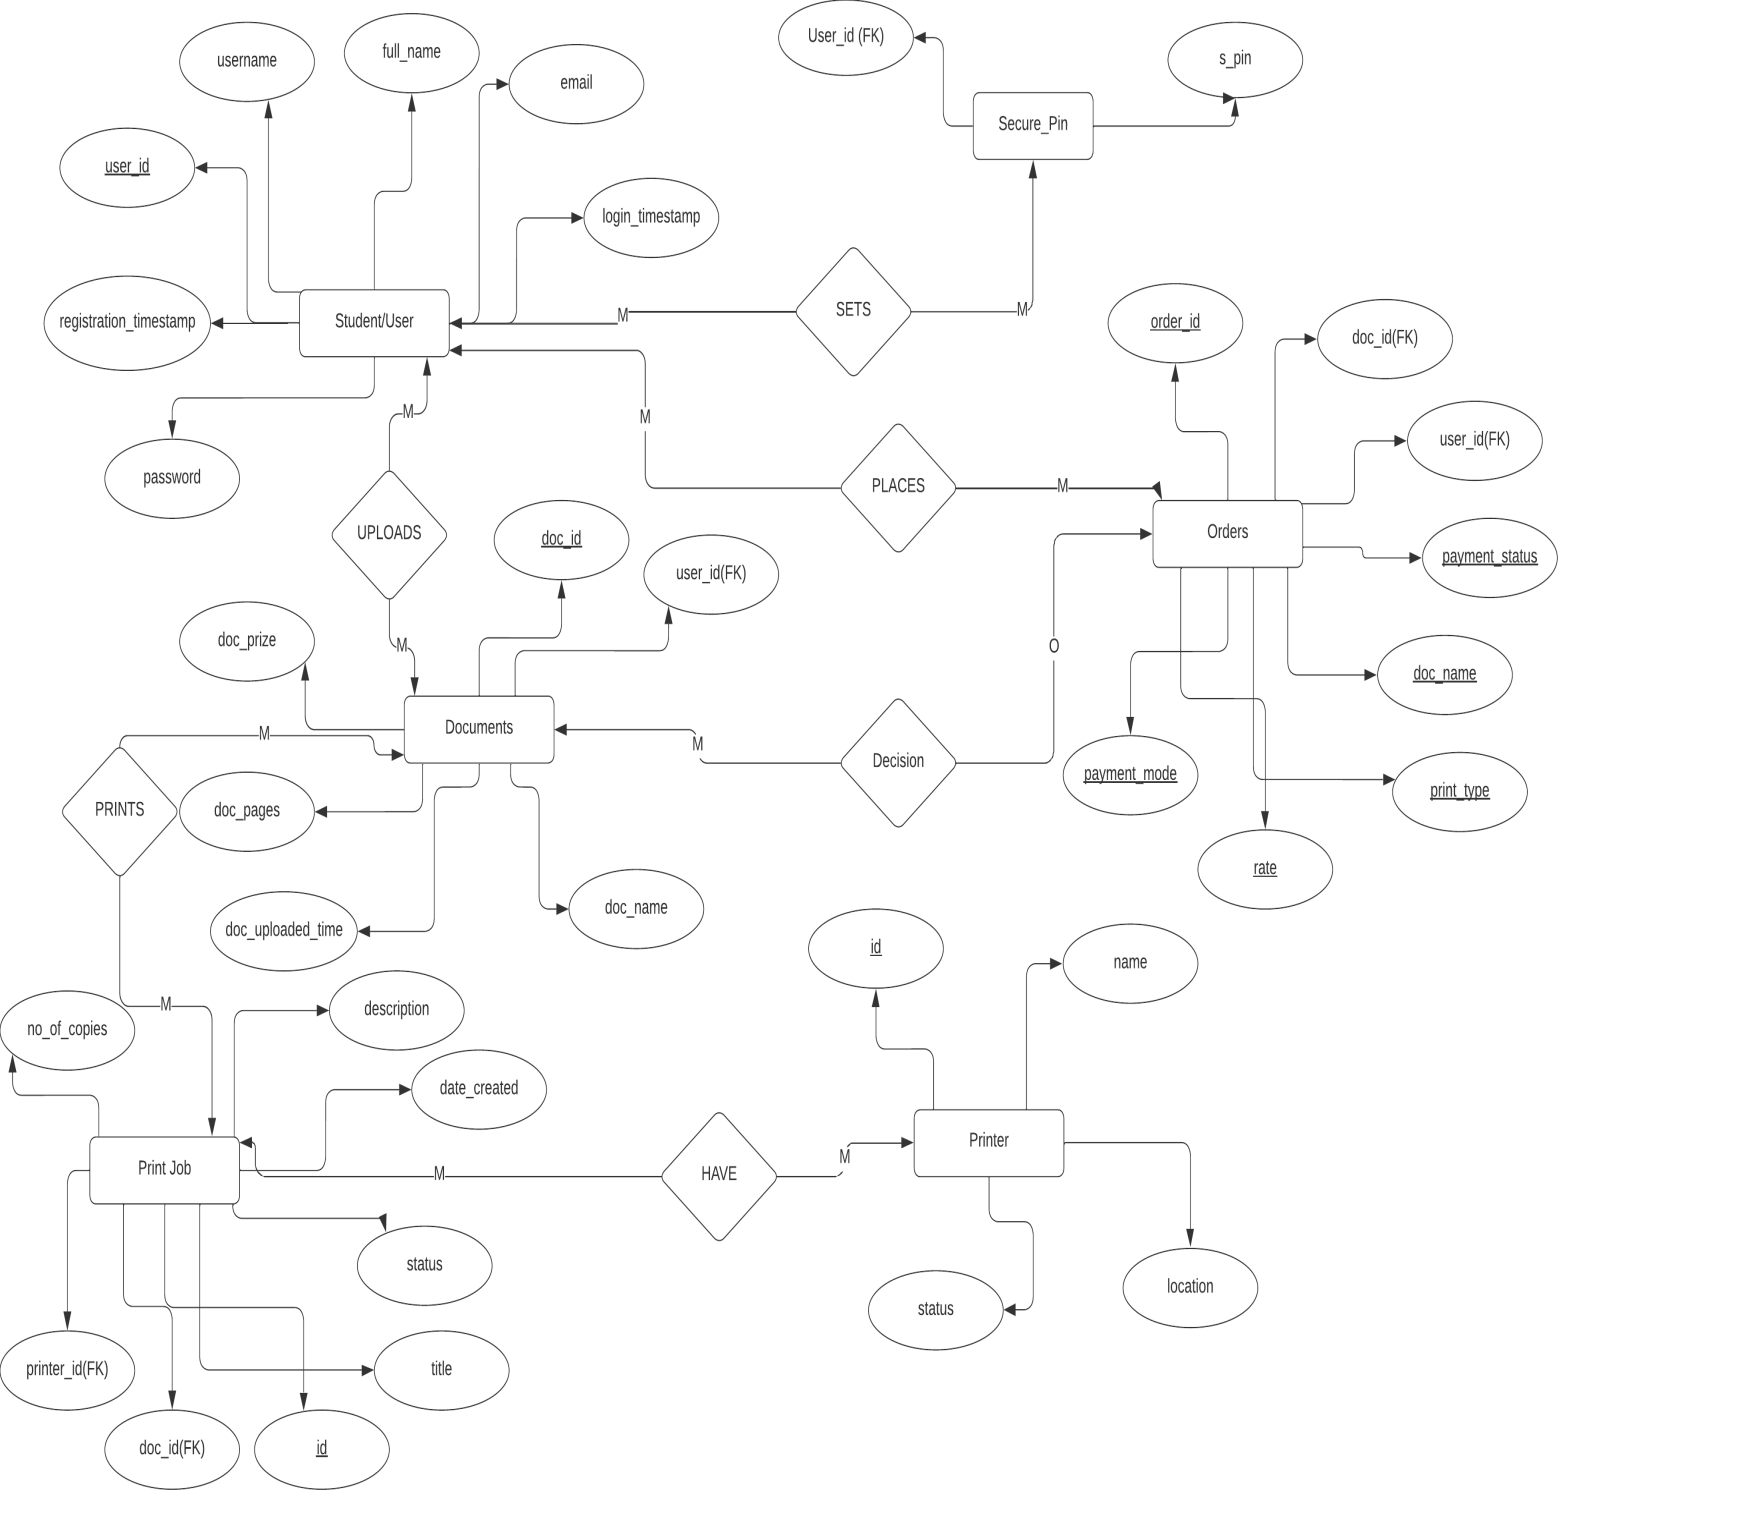 User_id (FK)
full_name
username
s_pin
email
Secure_Pin
user_id
login_timestamp
SETS
M
M
registration_timestamp
Student/User
order_id
doc_id(FK)
M
M
user_id(FK)
password
PLACES
M
UPLOADS
Orders
doc_id
payment_status
user_id(FK)
doc_prize
M
O
doc_name
Documents
M
M
Decision
payment_mode
PRINTS
doc_pages
print_type
rate
doc_name
doc_uploaded_time
id
name
M
description
no_of_copies
date_created
Printer
M
Print Job
M
HAVE
status
location
status
printer_id(FK)
title
doc_id(FK)
id